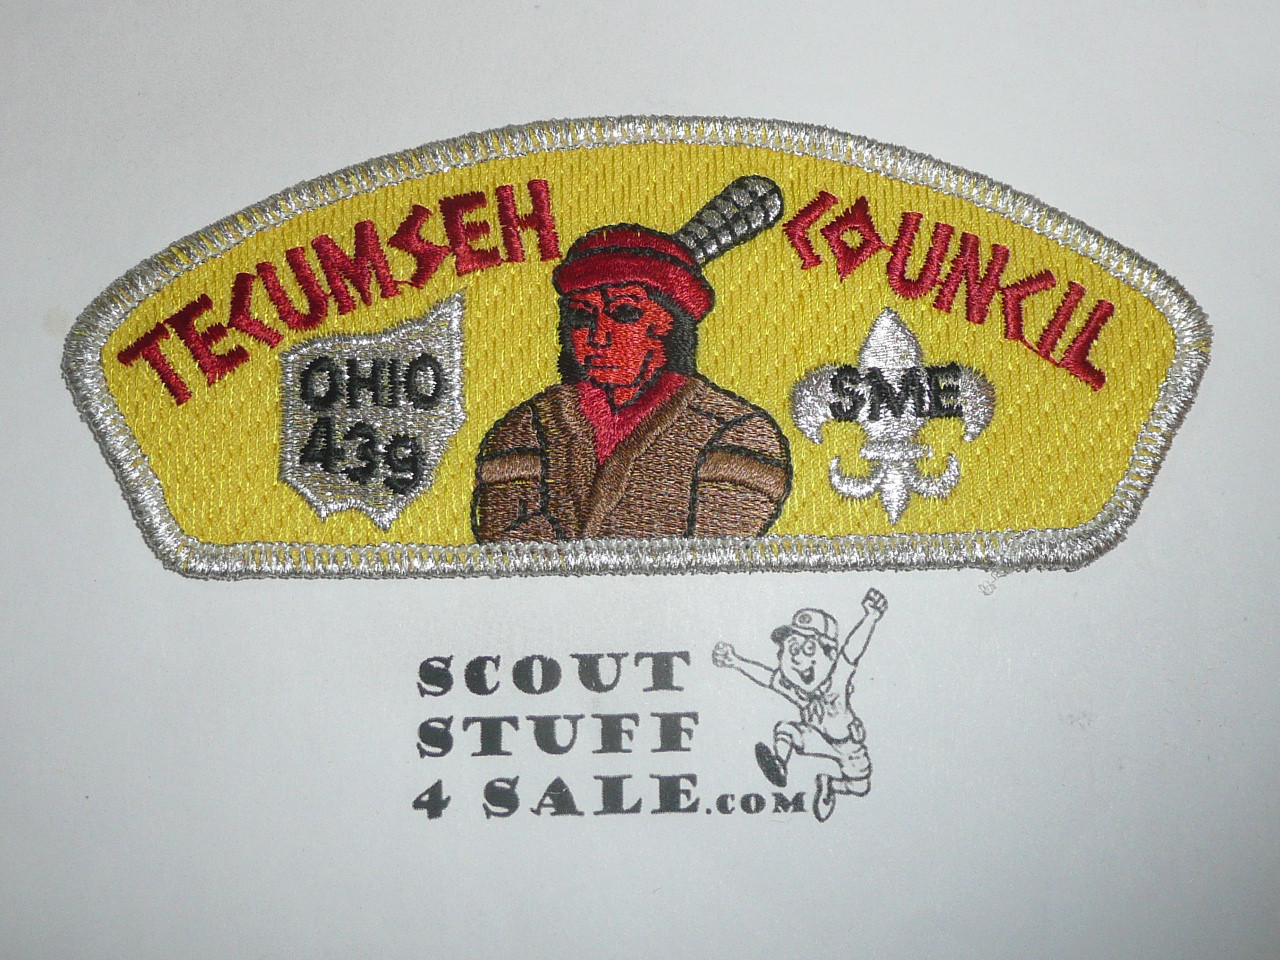 TECUMSEH COUNCIL
OHIO
439
SME
SCOUT
STUFF
4 SALE.COM